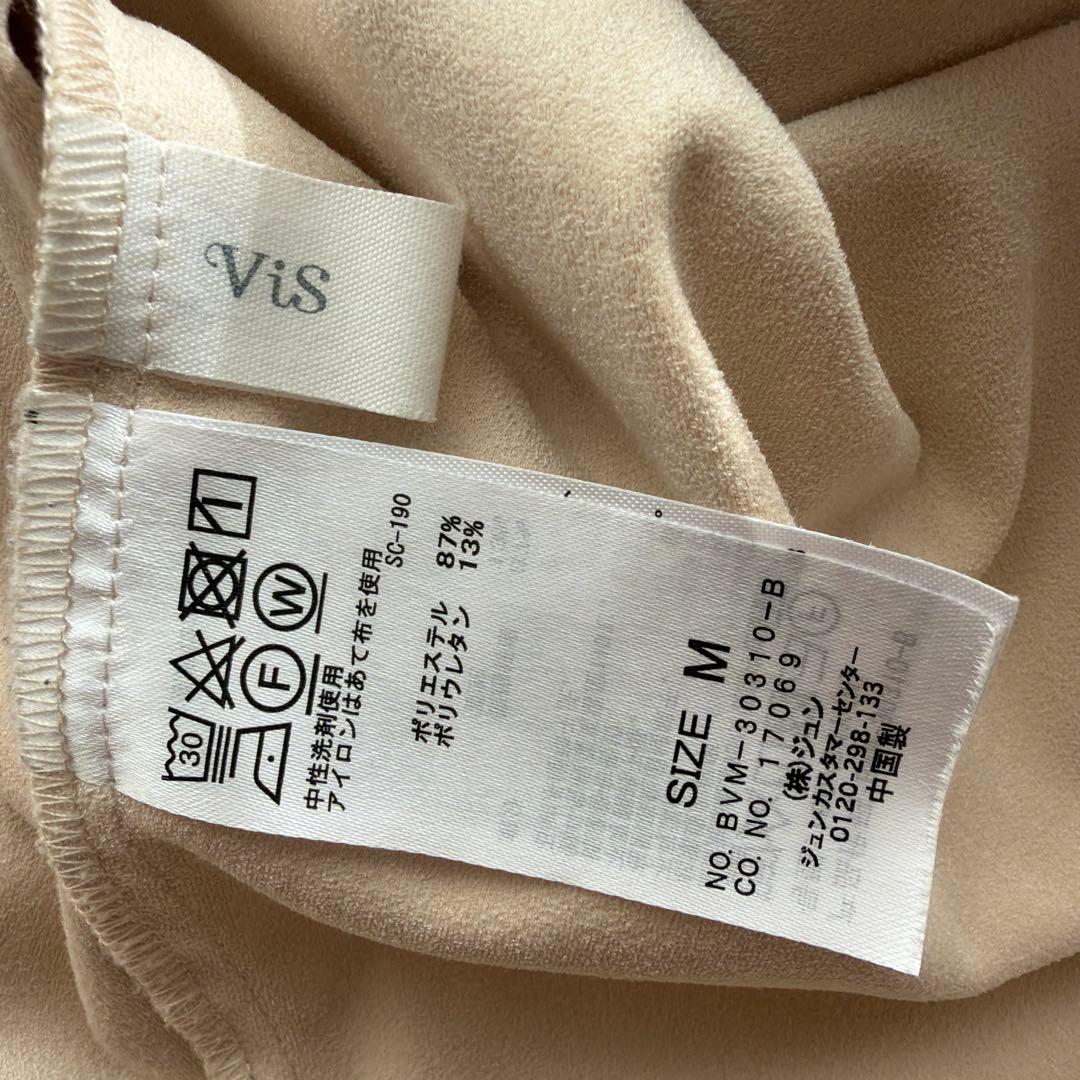 ViS
30
F
W
中性洗剤使用
アイロンはあて布を使用
SC-190
ポリエステル 87%
ポリウレタン 13%
SIZE M
NO. BVM-30310-B
CO. NO. 17069
(株)ジュン
ジュンカスタマーセンター
0120-298-133
中国製